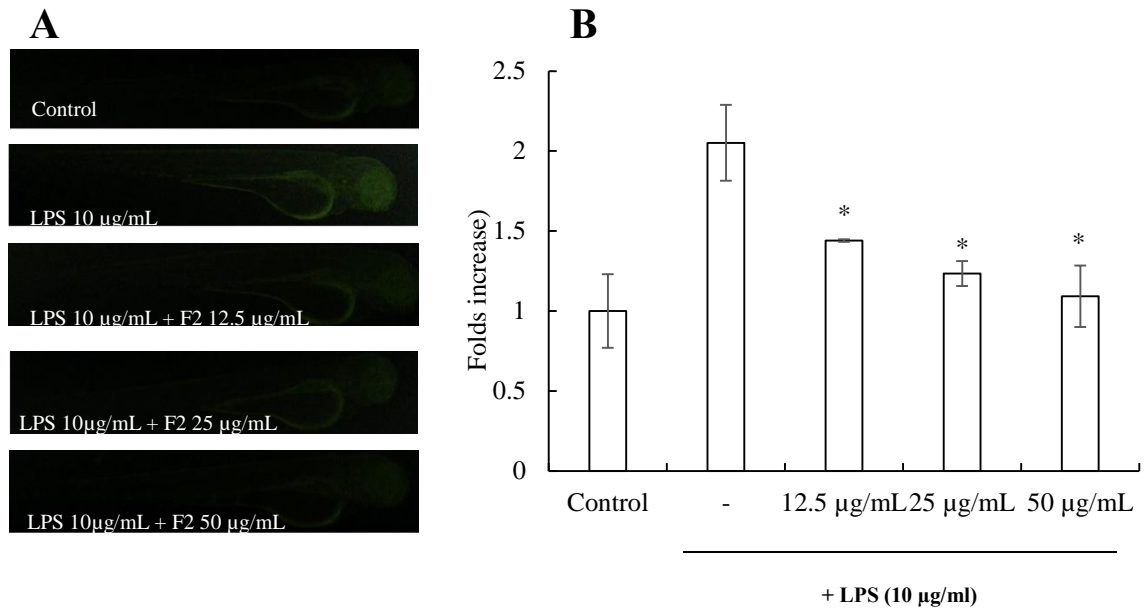 A
Control
LPS 10 µg/mL
LPS 10 µg/mL + F2 12.5 µg/mL
LPS 10µg/mL + F2 25 µg/mL
LPS 10µg/mL + F2 50 µg/mL
B
Folds increase)
2.5
2
1.5
1
0.5
0
*
*
*
Control - 12.5 µg/mL 25 µg/mL 50 µg/mL
+ LPS (10 µg/ml)